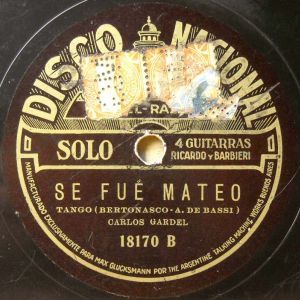 DISCO NACIONAL
SOLO
4 GUITARRAS
RICARDO Y BARBIERI
SE FUÉ MATEO
TANGO (BERTONASCO-A. DE BASSI)
CARLOS GARDEL
18170 B
MANUFACTURADO EXCLUSIVAMENTE PARA MAX GLÜCKSMANN POR THE ARGENTINE TALKING MACHINE WORKS BUENOS AIRES